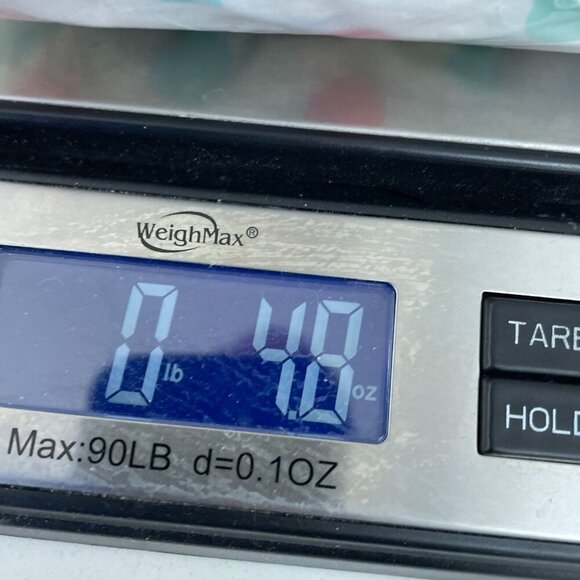 WeighMax®
0 lb 4.8 oz
TARE
HOLD
Max:90LB d=0.1OZ